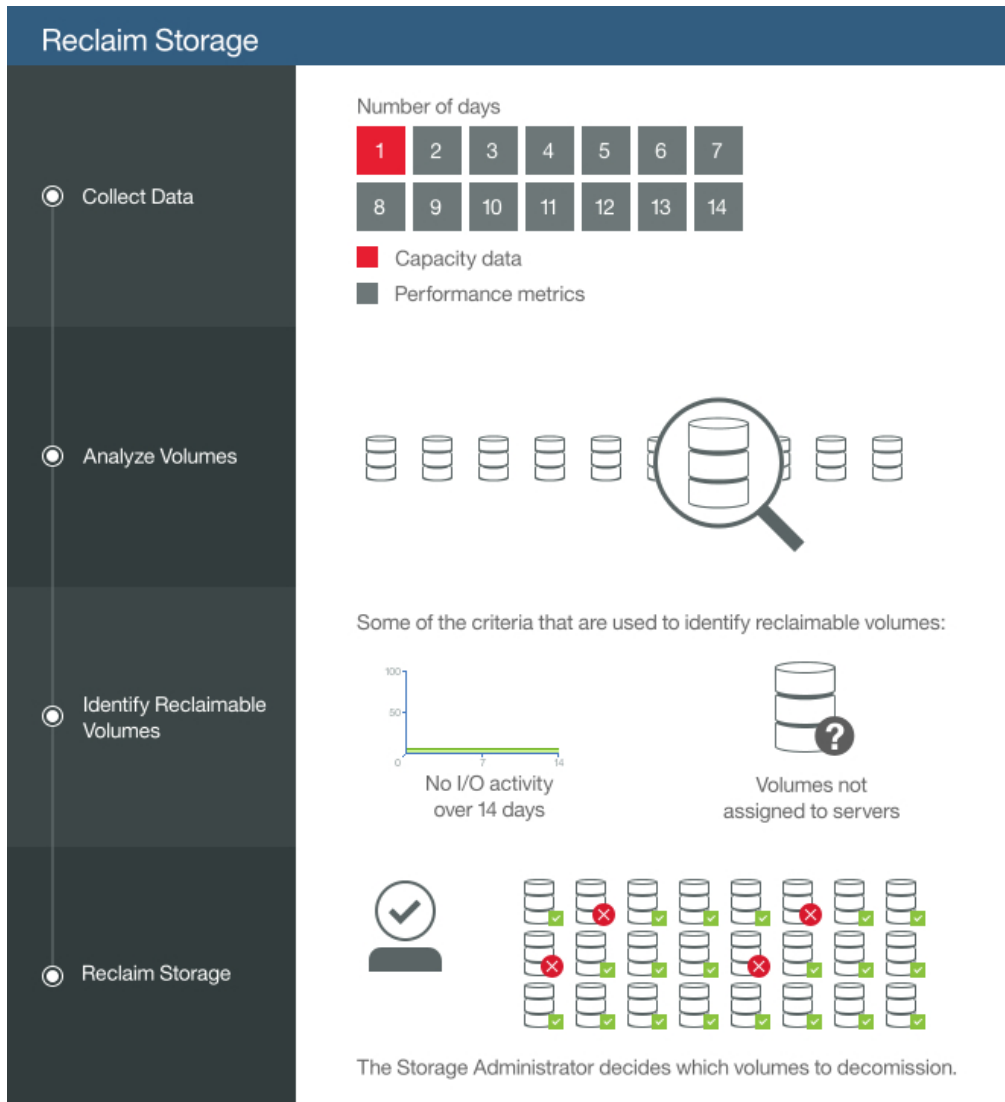 Reclaim Storage
Collect Data
Number of days
1 2 3 4 5 6 7
8 9 10 11 12 13 14
Capacity data
Performance metrics
Analyze Volumes
Identify Reclaimable
Volumes
Some of the criteria that are used to identify reclaimable volumes:
100
50
0 7 14
No I/O activity
over 14 days
?
Volumes not
assigned to servers
Reclaim Storage
The Storage Administrator decides which volumes to decomission.